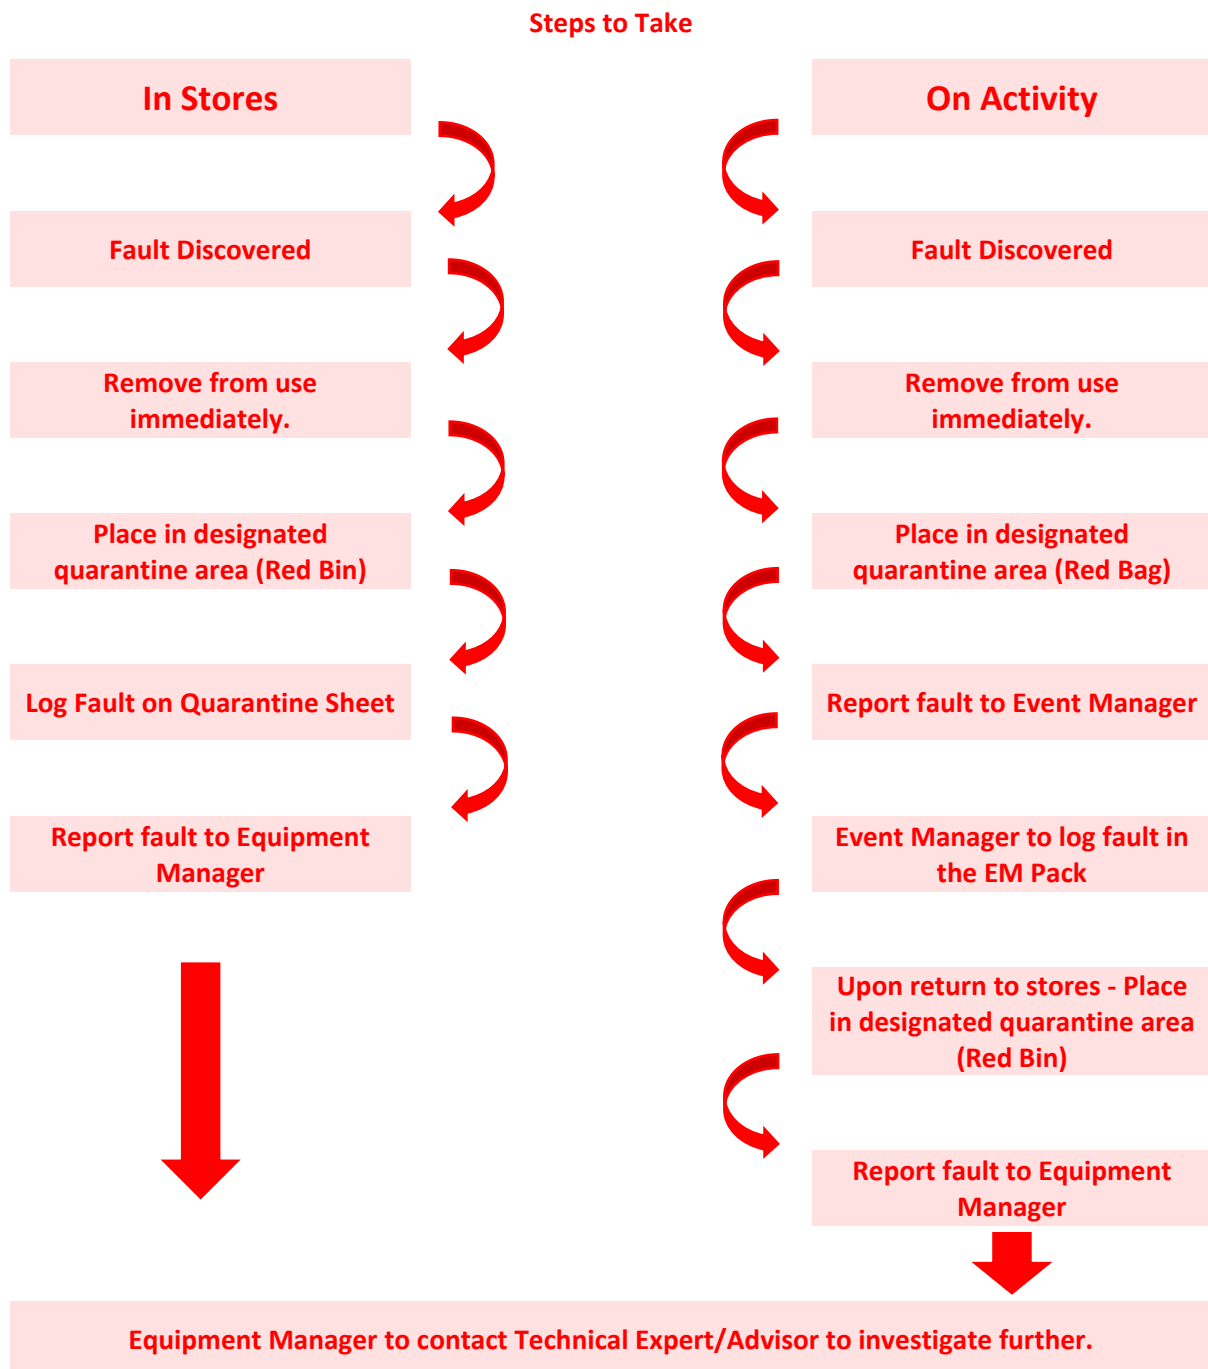 Steps to Take
In Stores
Fault Discovered
Remove from use
immediately.
Place in designated
quarantine area (Red Bin)
Log Fault on Quarantine Sheet
Report fault to Equipment
Manager
On Activity
Fault Discovered
Remove from use
immediately.
Place in designated
quarantine area (Red Bag)
Report fault to Event Manager
Event Manager to log fault in
the EM Pack
Upon return to stores - Place
in designated quarantine area
(Red Bin)
Report fault to Equipment
Manager
Equipment Manager to contact Technical Expert/Advisor to investigate further.